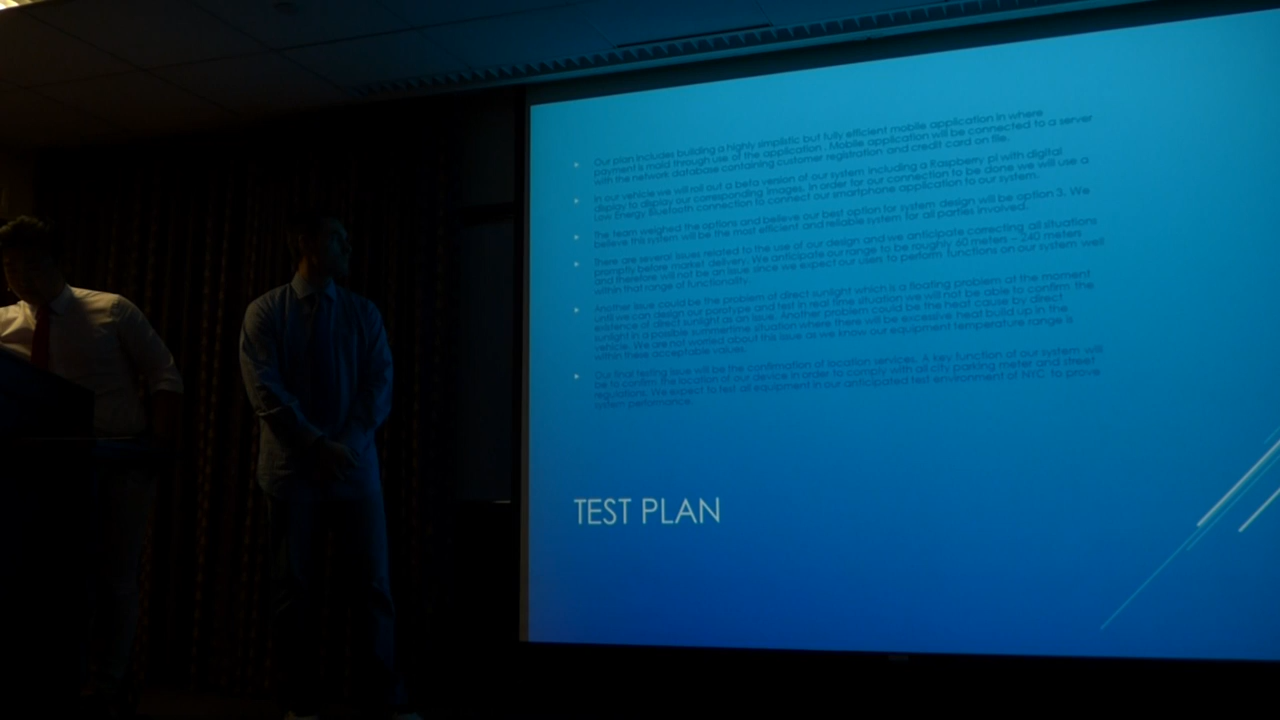 Our plan includes building a highly simplistic but fully efficient mobile application in where
payment is maid through use of the application . Mobile application will be connected to a server
with the network database containing customer registration and credit card on file.
In our vehicle we will roll out a beta version of our system including a Raspberry pi with digital
display to display our corresponding images. In order for our connection to be done we will use a
Low Energy Bluetooth connection to connect our smartphone application to our system.
The team weighed the options and believe our best option for system design will be option 3. We
believe this system will be the most efficient and reliable system for all parties involved.
There are several issues related to the use of our design and we anticipate correcting all situations
promptly before market delivery. We anticipate our range to be roughly 60 meters – 240 meters
and therefore will not be an issue since we expect our users to perform functions on our system well
within that range of functionality.
Another issue could be the problem of direct sunlight which is a floating problem at the moment
until we can design our porotype and test in real time situation we will not be able to confirm the
existence of direct sunlight as an issue. Another problem could be the heat cause by direct
sunlight in a posible summertime situation where there will be excessive heat build up in the
vehicle. We are not worried about this issue as we know our equipment temperature range is
within these acceptable values.
Our final testing issue will be the confirmation of location services. A key function of our system will
be to confirm the location of our device in order to comply with all city parking meter and street
regulations. We expect to test all equipment in our anticipated test environment of NYC to prove
system performance.
TEST PLAN